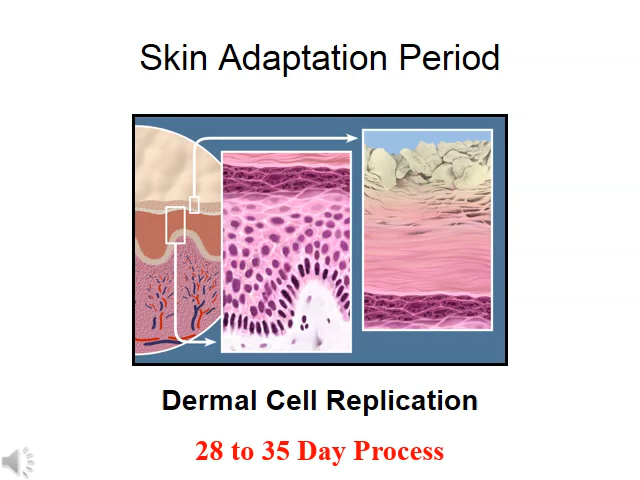 Skin Adaptation Period
Dermal Cell Replication
28 to 35 Day Process